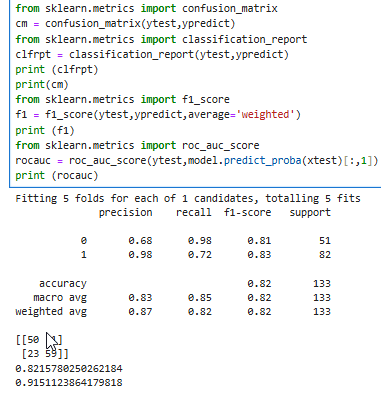 from sklearn.metrics import confusion_matrix
cm = confusion_matrix(ytest,ypredict)
from sklearn.metrics import classification_report
clfrpt = classification_report(ytest,ypredict)
print (clfrpt)
print(cm)
from sklearn.metrics import f1_score
f1 = f1_score(ytest,ypredict,average='weighted')
print (f1)
from sklearn.metrics import roc_auc_score
rocauc = roc_auc_score(ytest,model.predict_proba(xtest)[:,1])
print (rocauc)
Fitting 5 folds for each of 1 candidates, totalling 5 fits
precision recall f1-score support
0 0.68 0.98 0.81 51
1 0.98 0.72 0.83 82
accuracy 0.82 133
macro avg 0.83 0.85 0.82 133
weighted avg 0.87 0.82 0.82 133
[[50 1]
[23 59]]
0.8215780250262184
0.9151123864179818